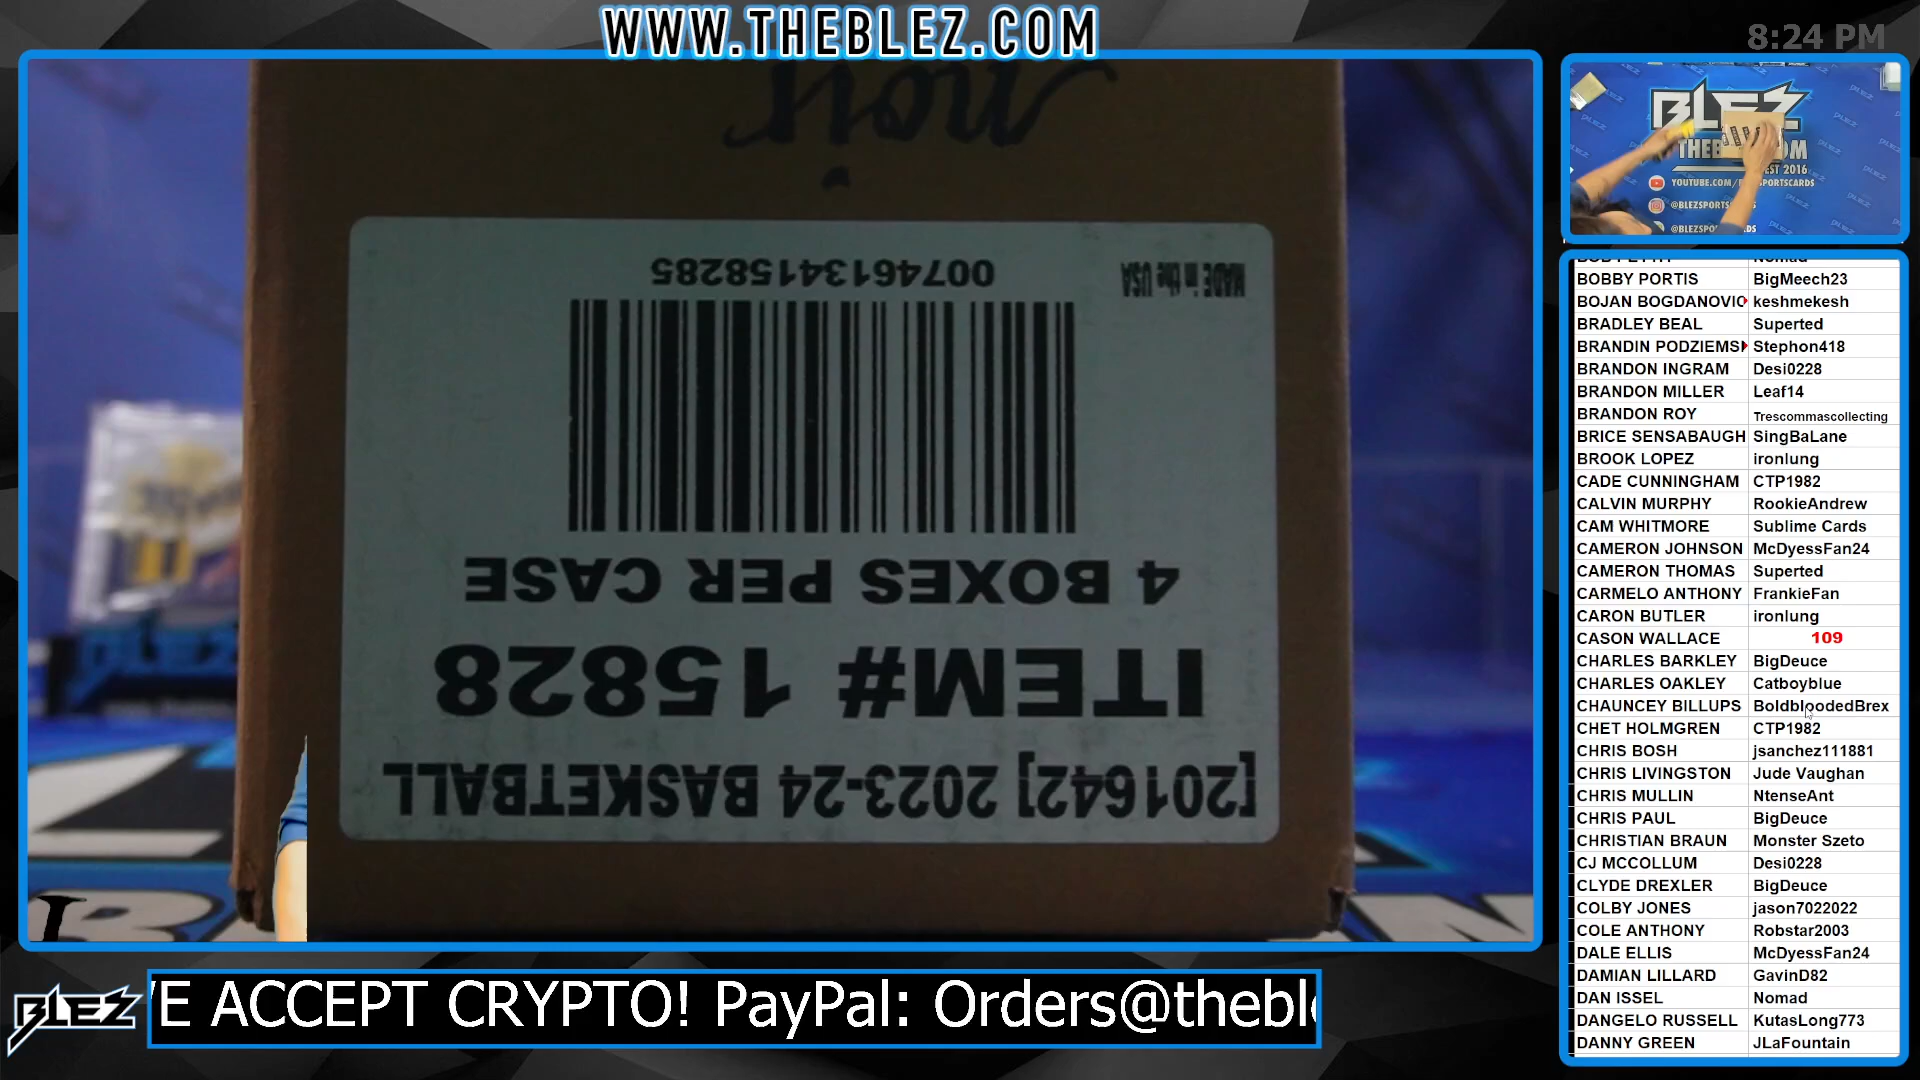 WWW.THEBLEZ.COM
8:24 PM
noir
00746134158285
MADE in the USA
4 BOXES PER CASE
ITEM# 15828
[201642] 2023-24 BASKETBALL
BLEZ
EST 2016
@BLEZSPORTS
BOBBY PORTIS BigMeech23
BOJAN BOGDANOVIC keshmekesh
BRADLEY BEAL Superted
BRANDIN PODZIEMS Stephon418
BRANDON INGRAM Desi0228
BRANDON MILLER Leaf14
BRANDON ROY Trescommascollecting
BRICE SENSABAUGH SingBaLane
BROOK LOPEZ ironlung
CADE CUNNINGHAM CTP1982
CALVIN MURPHY RookieAndrew
CAM WHITMORE Sublime Cards
CAMERON JOHNSON McDyessFan24
CAMERON THOMAS Superted
CARMELO ANTHONY FrankieFan
CARON BUTLER ironlung
CASON WALLACE 109
CHARLES BARKLEY BigDeuce
CHARLES OAKLEY Catboyblue
CHAUNCEY BILLUPS BoldbloodedBrex
CHET HOLMGREN CTP1982
CHRIS BOSH jsanchez111881
CHRIS LIVINGSTON Jude Vaughan
CHRIS MULLIN NtenseAnt
CHRIS PAUL BigDeuce
CHRISTIAN BRAUN Monster Szeto
CJ MCCOLLUM Desi0228
CLYDE DREXLER BigDeuce
COLBY JONES jason7022022
COLE ANTHONY Robstar2003
DALE ELLIS McDyessFan24
DAMIAN LILLARD GavinD82
DAN ISSEL Nomad
DANGELO RUSSELL KutasLong773
DANNY GREEN JLaFountain
BLEZ
E ACCEPT CRYPTO! PayPal: Orders@thebl